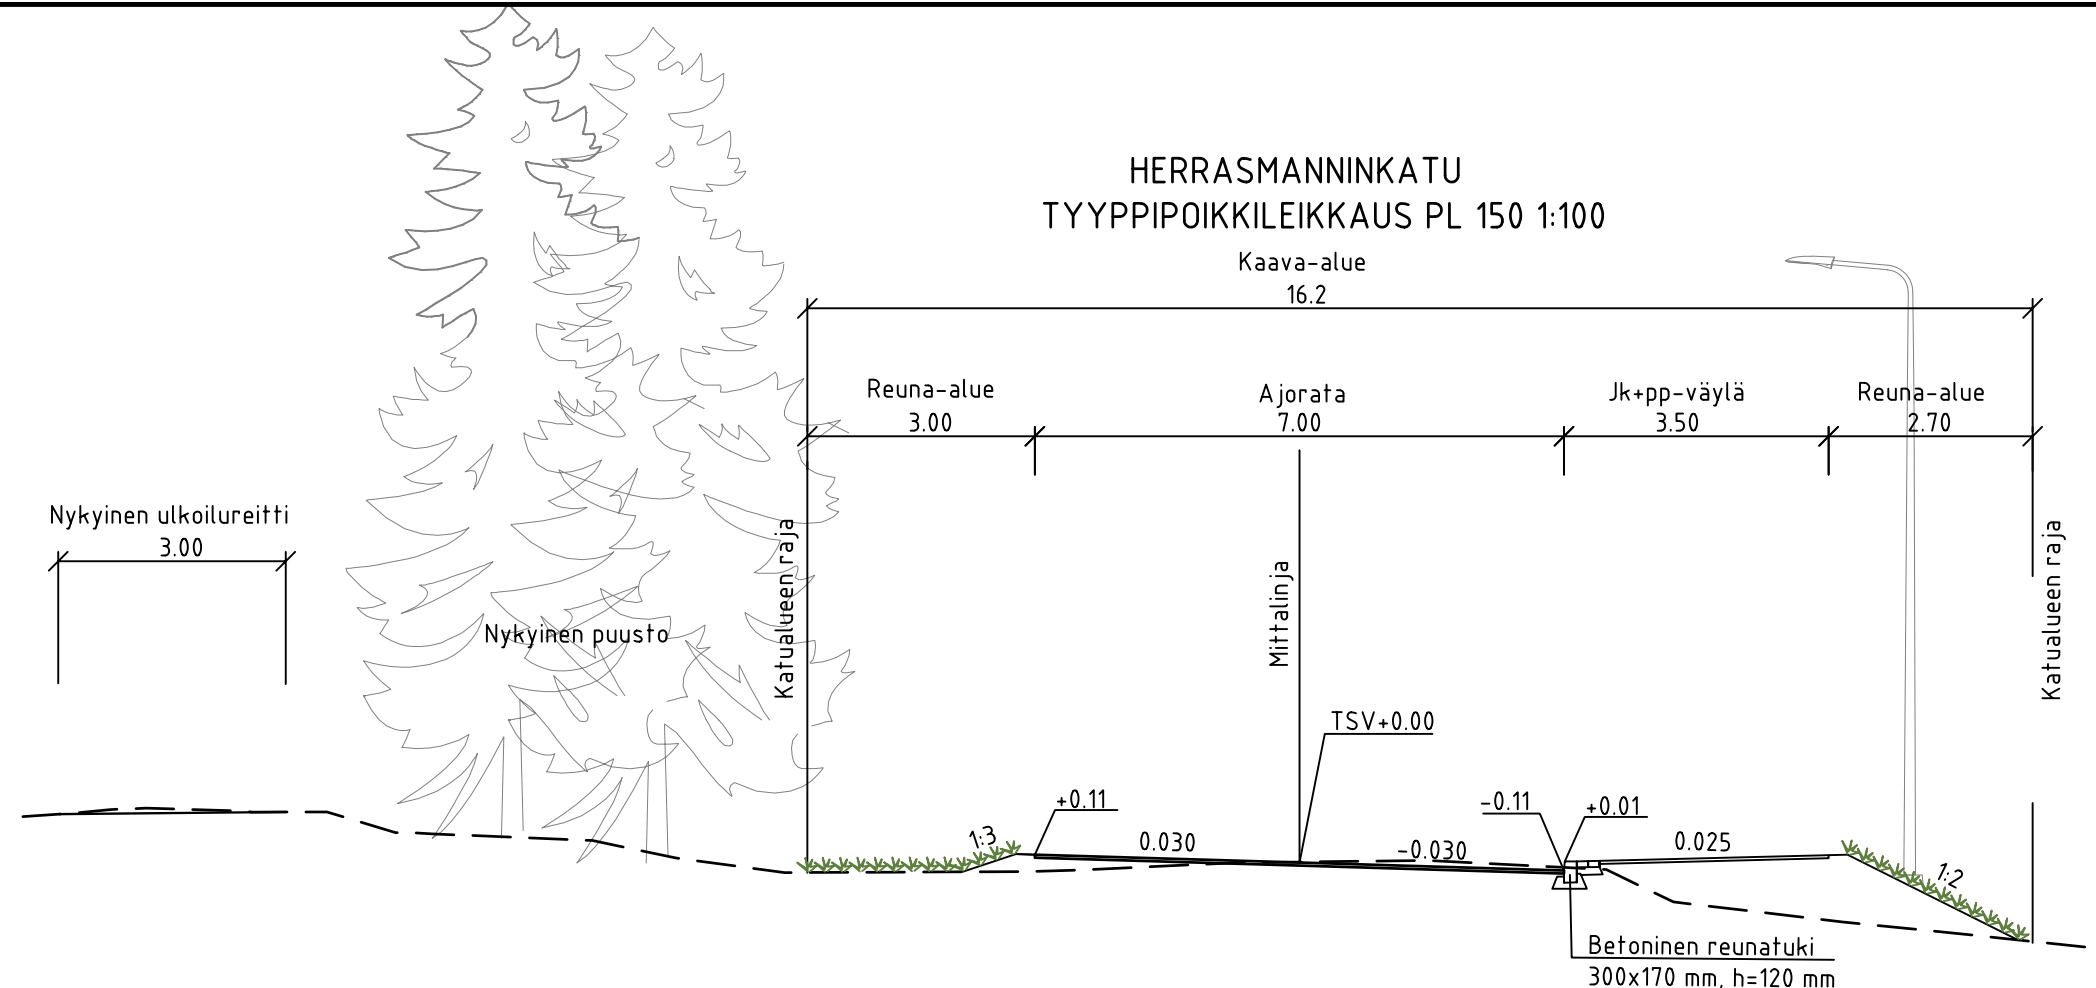 HERRASMANNINKATU
TYYPPIPOIKKILEIKKAUS PL 150 1:100
Kaava-alue
16.2
Reuna-alue
3.00
Ajorata
7.00
Jk+pp-väylä
3.50
Reuna-alue
2.70
Nykyinen ulkoilureitti
3.00
Nykyinen puusto
Katualueen raja
Mittalinja
Katualueen raja
TSV+0.00
+0.11
-0.11
+0.01
1:3
0.030
-0.030
0.025
1:2
Betoninen reunatuki
300x170 mm, h=120 mm